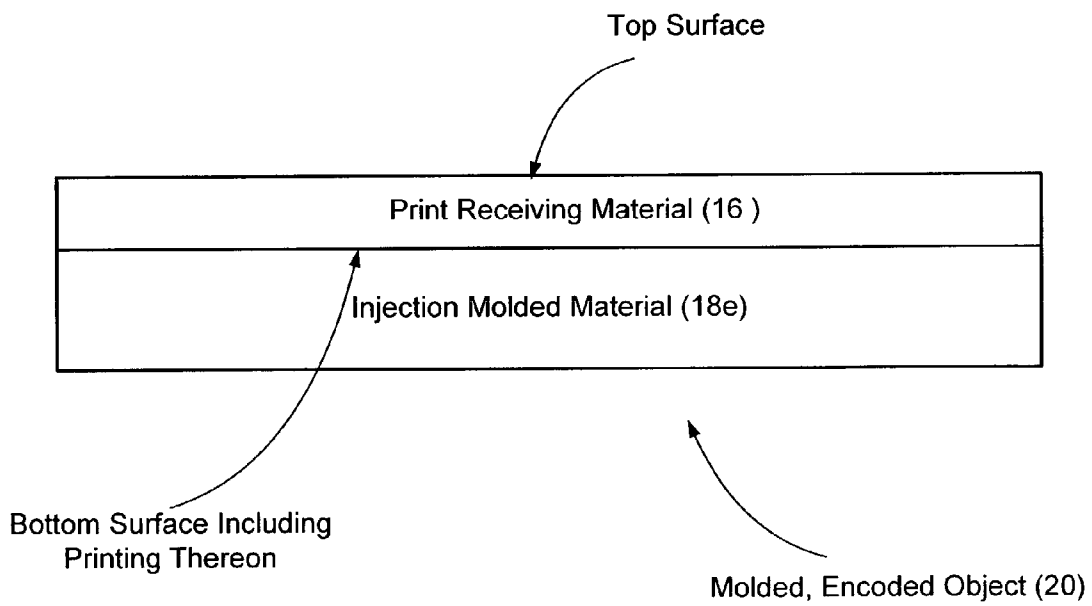 Top Surface
Print Receiving Material (16 )
Injection Molded Material (18e)
Bottom Surface Including
Printing Thereon
Molded, Encoded Object (20)